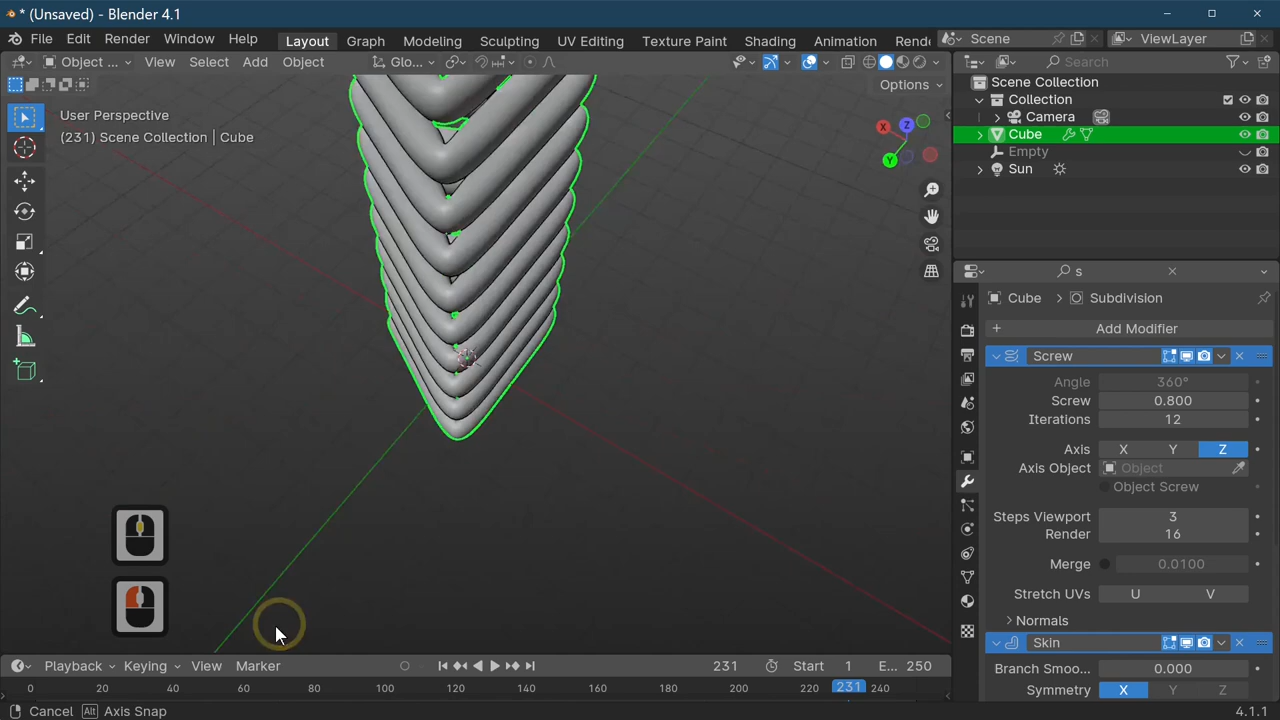 * (Unsaved) - Blender 4.1
File Edit Render Window Help Layout Graph Modeling Sculpting UV Editing Texture Paint Shading Animation Rend Scene ViewLayer
Object ... View Select Add Object Glo... Search
Options
User Perspective
(231) Scene Collection | Cube
X Z Y
Scene Collection
Collection
Camera
Cube
Empty
Sun
s
Cube > Subdivision
+ Add Modifier
Screw
Angle 360°
Screw 0.800
Iterations 12
Axis X Y Z
Axis Object Object
Object Screw
Steps Viewport 3
Render 16
Merge 0.0100
Stretch UVs U V
Normals
Skin
Branch Smoo... 0.000
Symmetry X Y Z
Playback Keying View Marker 231 Start 1 E... 250
0 20 40 60 80 100 120 140 160 180 200 220 231 240
Cancel Alt Axis Snap 4.1.1